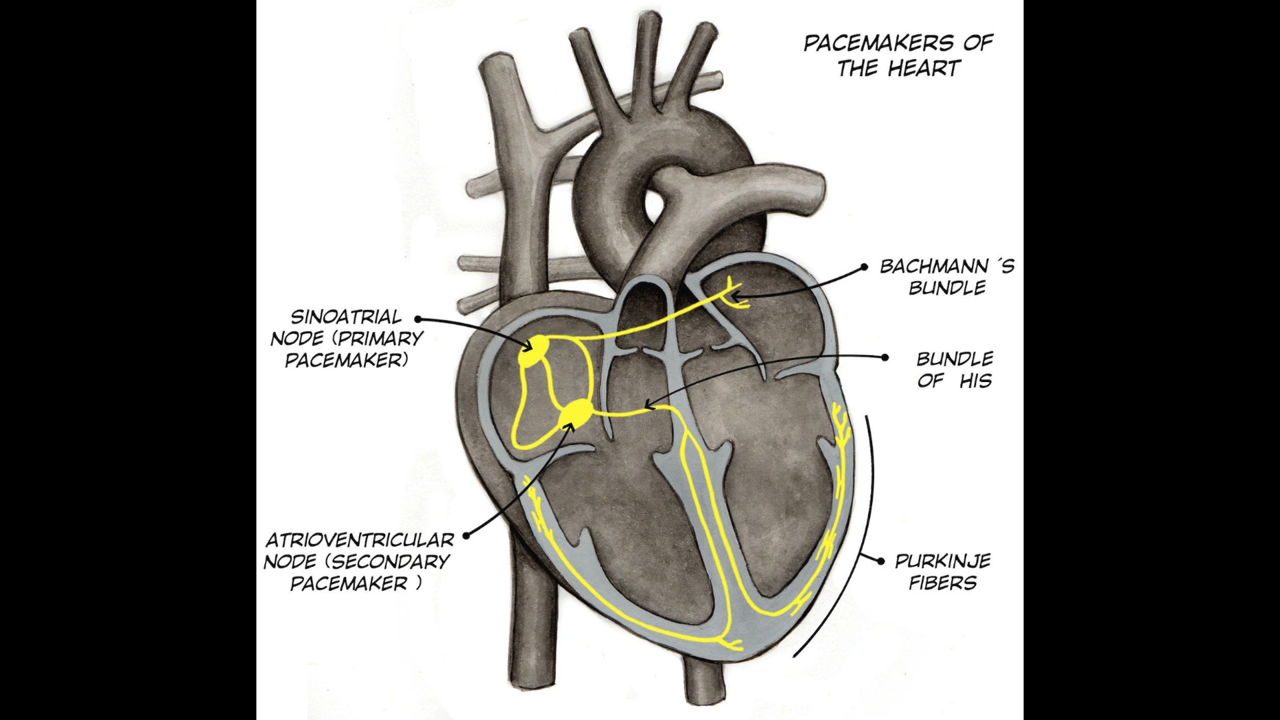 PACEMAKERS OF
THE HEART
BACHMANN ´S
BUNDLE
SINOATRIAL
NODE (PRIMARY
PACEMAKER)
BUNDLE
OF HIS
ATRIOVENTRICULAR
NODE (SECONDARY
PACEMAKER )
PURKINJE
FIBERS